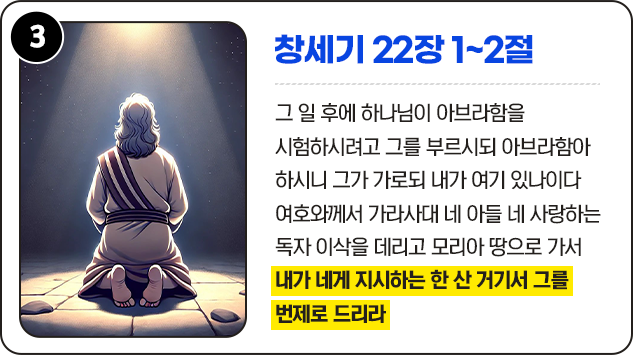 3
창세기 22장 1~2절
그 일 후에 하나님이 아브라함을
시험하시려고 그를 부르시되 아브라함아
하시니 그가 가로되 내가 여기 있나이다
여호와께서 가라사대 네 아들 네 사랑하는
독자 이삭을 데리고 모리아 땅으로 가서
내가 네게 지시하는 한 산 거기서 그를
번제로 드리라